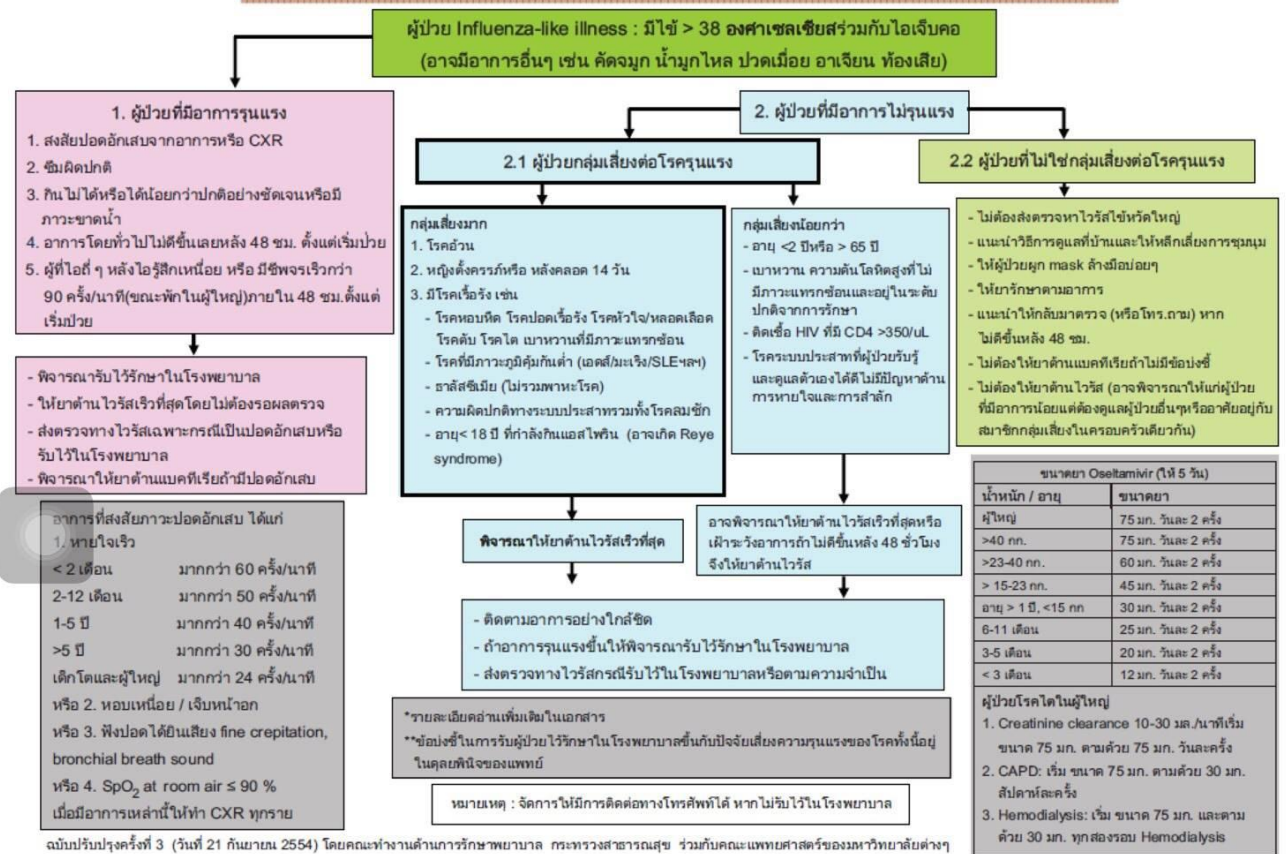 ผู้ป่วย Influenza-like illness : มีไข้ > 38 องศาเซลเซียสร่วมกับไอเจ็บคอ
(อาจมีอาการอื่นๆ เช่น คัดจมูก น้ำมูกไหล ปวดเมื่อย อาเจียน ท้องเสีย)
1. ผู้ป่วยที่มีอาการรุนแรง
1. สงสัยปอดอักเสบจากอาการหรือ CXR
2. ซึมผิดปกติ
3. กินไม่ได้หรือได้น้อยกว่าปกติอย่างชัดเจนหรือมี
ภาวะขาดน้ำ
4. อาการโดยทั่วไปไม่ดีขึ้นเลยหลัง 48 ชม. ตั้งแต่เริ่มป่วย
5. ผู้ที่ไอถี่ ๆ หลังไอรู้สึกเหนื่อย หรือ มีชีพจรเร็วกว่า
90 ครั้ง/นาที(ขณะพักในผู้ใหญ่)ภายใน 48 ชม.ตั้งแต่
เริ่มป่วย
- พิจารณารับไว้รักษาในโรงพยาบาล
- ให้ยาต้านไวรัสเร็วที่สุดโดยไม่ต้องรอผลตรวจ
- ส่งตรวจทางไวรัสเฉพาะกรณีเป็นปอดอักเสบหรือ
รับไว้ในโรงพยาบาล
- พิจารณาให้ยาต้านแบคทีเรียถ้ามีปอดอักเสบ
อาการที่สงสัยภาวะปอดอักเสบ ได้แก่
1. หายใจเร็ว
< 2 เดือน มากกว่า 60 ครั้ง/นาที
2-12 เดือน มากกว่า 50 ครั้ง/นาที
1-5 ปี มากกว่า 40 ครั้ง/นาที
>5 ปี มากกว่า 30 ครั้ง/นาที
เด็กโตและผู้ใหญ่ มากกว่า 24 ครั้ง/นาที
หรือ 2. หอบเหนื่อย / เจ็บหน้าอก
หรือ 3. ฟังปอดได้ยินเสียง fine crepitation,
bronchial breath sound
หรือ 4. SpO2 at room air ≤ 90 %
เมื่อมีอาการเหล่านี้ให้ทำ CXR ทุกราย
2. ผู้ป่วยที่มีอาการไม่รุนแรง
2.1 ผู้ป่วยกลุ่มเสี่ยงต่อโรครุนแรง
กลุ่มเสี่ยงมาก
1. โรคอ้วน
2. หญิงตั้งครรภ์หรือ หลังคลอด 14 วัน
3. มีโรคเรื้อรัง เช่น
- โรคหอบหืด โรคปอดเรื้อรัง โรคหัวใจ/หลอดเลือด
โรคตับ โรคไต เบาหวานที่มีภาวะแทรกซ้อน
- โรคที่มีภาวะภูมิคุ้มกันต่ำ (เอดส์/มะเร็ง/SLEฯลฯ)
- ธาลัสซีเมีย (ไม่รวมพาหะโรค)
- ความผิดปกติทางระบบประสาทรวมทั้งโรคลมชัก
- อายุ< 18 ปี ที่กำลังกินแอสไพริน (อาจเกิด Reye
syndrome)
กลุ่มเสี่ยงน้อยกว่า
- อายุ <2 ปีหรือ > 65 ปี
- เบาหวาน ความดันโลหิตสูงที่ไม่
มีภาวะแทรกซ้อนและอยู่ในระดับ
ปกติจากการรักษา
- ติดเชื้อ HIV ที่มี CD4 >350/uL
- โรคระบบประสาทที่ผู้ป่วยรับรู้
และดูแลตัวเองได้ดีไม่มีปัญหาด้าน
การหายใจและการสำลัก
พิจารณาให้ยาต้านไวรัสเร็วที่สุด
อาจพิจารณาให้ยาต้านไวรัสเร็วที่สุดหรือ
เฝ้าระวังอาการถ้าไม่ดีขึ้นหลัง 48 ชั่วโมง
จึงให้ยาต้านไวรัส
- ติดตามอาการอย่างใกล้ชิด
- ถ้าอาการรุนแรงขึ้นให้พิจารณารับไว้รักษาในโรงพยาบาล
- ส่งตรวจทางไวรัสกรณีรับไว้ในโรงพยาบาลหรือตามความจำเป็น
*รายละเอียดอ่านเพิ่มเติมในเอกสาร
**ข้อบ่งชี้ในการรับผู้ป่วยไว้รักษาในโรงพยาบาลขึ้นกับปัจจัยเสี่ยงความรุนแรงของโรคทั้งนี้อยู่
ในดุลยพินิจของแพทย์
หมายเหตุ : จัดการให้มีการติดต่อทางโทรศัพท์ได้ หากไม่รับไว้ในโรงพยาบาล
2.2 ผู้ป่วยที่ไม่ใช่กลุ่มเสี่ยงต่อโรครุนแรง
- ไม่ต้องส่งตรวจหาไวรัสไข้หวัดใหญ่
- แนะนำวิธีการดูแลที่บ้านและให้หลีกเลี่ยงการชุมนุม
- ให้ผู้ป่วยผูก mask ล้างมือบ่อยๆ
- ให้ยารักษาตามอาการ
- แนะนำให้กลับมาตรวจ (หรือโทร.ถาม) หาก
ไม่ดีขึ้นหลัง 48 ชม.
- ไม่ต้องให้ยาต้านแบคทีเรียถ้าไม่มีข้อบ่งชี้
- ไม่ต้องให้ยาต้านไวรัส (อาจพิจารณาให้แก่ผู้ป่วย
ที่มีอาการน้อยแต่ต้องดูแลผู้ป่วยอื่นๆหรืออาศัยอยู่กับ
สมาชิกกลุ่มเสี่ยงในครอบครัวเดียวกัน)
ขนาดยา Oseltamivir (ให้ 5 วัน)
น้ำหนัก / อายุ ขนาดยา
ผู้ใหญ่ 75 มก. วันละ 2 ครั้ง
>40 กก. 75 มก. วันละ 2 ครั้ง
>23-40 กก. 60 มก. วันละ 2 ครั้ง
> 15-23 กก. 45 มก. วันละ 2 ครั้ง
อายุ > 1 ปี, <15 กก 30 มก. วันละ 2 ครั้ง
6-11 เดือน 25 มก. วันละ 2 ครั้ง
3-5 เดือน 20 มก. วันละ 2 ครั้ง
< 3 เดือน 12 มก. วันละ 2 ครั้ง
ผู้ป่วยโรคไตในผู้ใหญ่
1. Creatinine clearance 10-30 มล./นาทีเริ่ม
ขนาด 75 มก. ตามด้วย 75 มก. วันละครั้ง
2. CAPD: เริ่ม ขนาด 75 มก. ตามด้วย 30 มก.
สัปดาห์ละครั้ง
3. Hemodialysis: เริ่ม ขนาด 75 มก. และตาม
ด้วย 30 มก. ทุกสองรอบ Hemodialysis
ฉบับปรับปรุงครั้งที่ 3 (วันที่ 21 กันยายน 2554) โดยคณะทำงานด้านการรักษาพยาบาล กระทรวงสาธารณสุข ร่วมกับคณะแพทยศาสตร์ของมหาวิทยาลัยต่างๆ